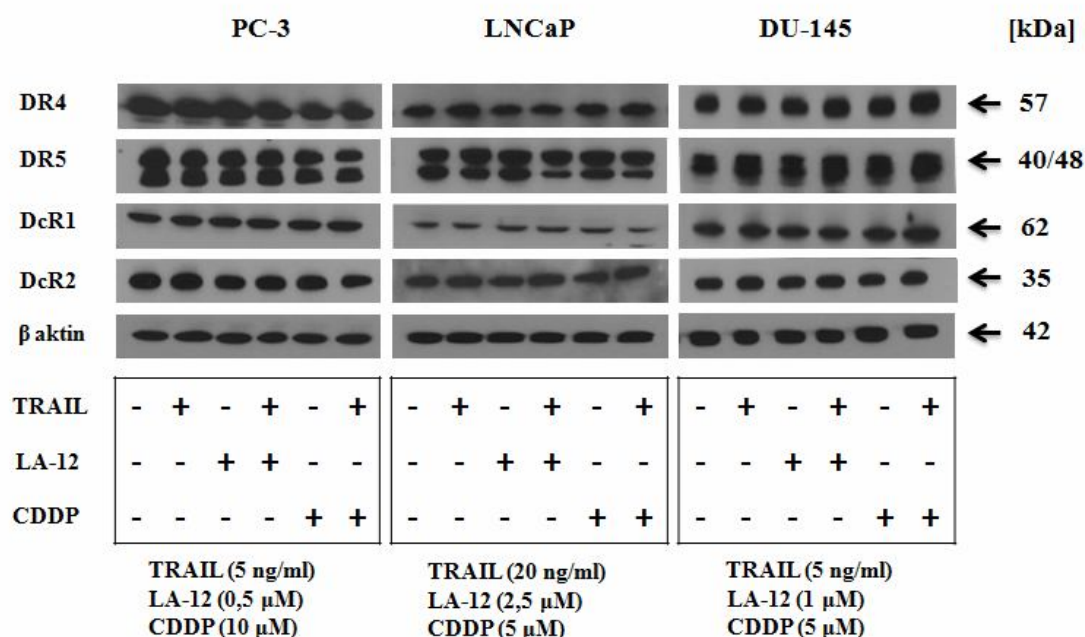 PC-3 LNCaP DU-145 [kDa]
DR4 57
DR5 40/48
DcR1 62
DcR2 35
β aktin 42
TRAIL - + - + - + - + - + - + - + - + - +
LA-12 - - + + - - - - + + - - - - + + - -
CDDP - - - - + + - - - - + + - - - - + +
TRAIL (5 ng/ml) TRAIL (20 ng/ml) TRAIL (5 ng/ml)
LA-12 (0,5 µM) LA-12 (2,5 µM) LA-12 (1 µM)
CDDP (10 µM) CDDP (5 µM) CDDP (5 µM)